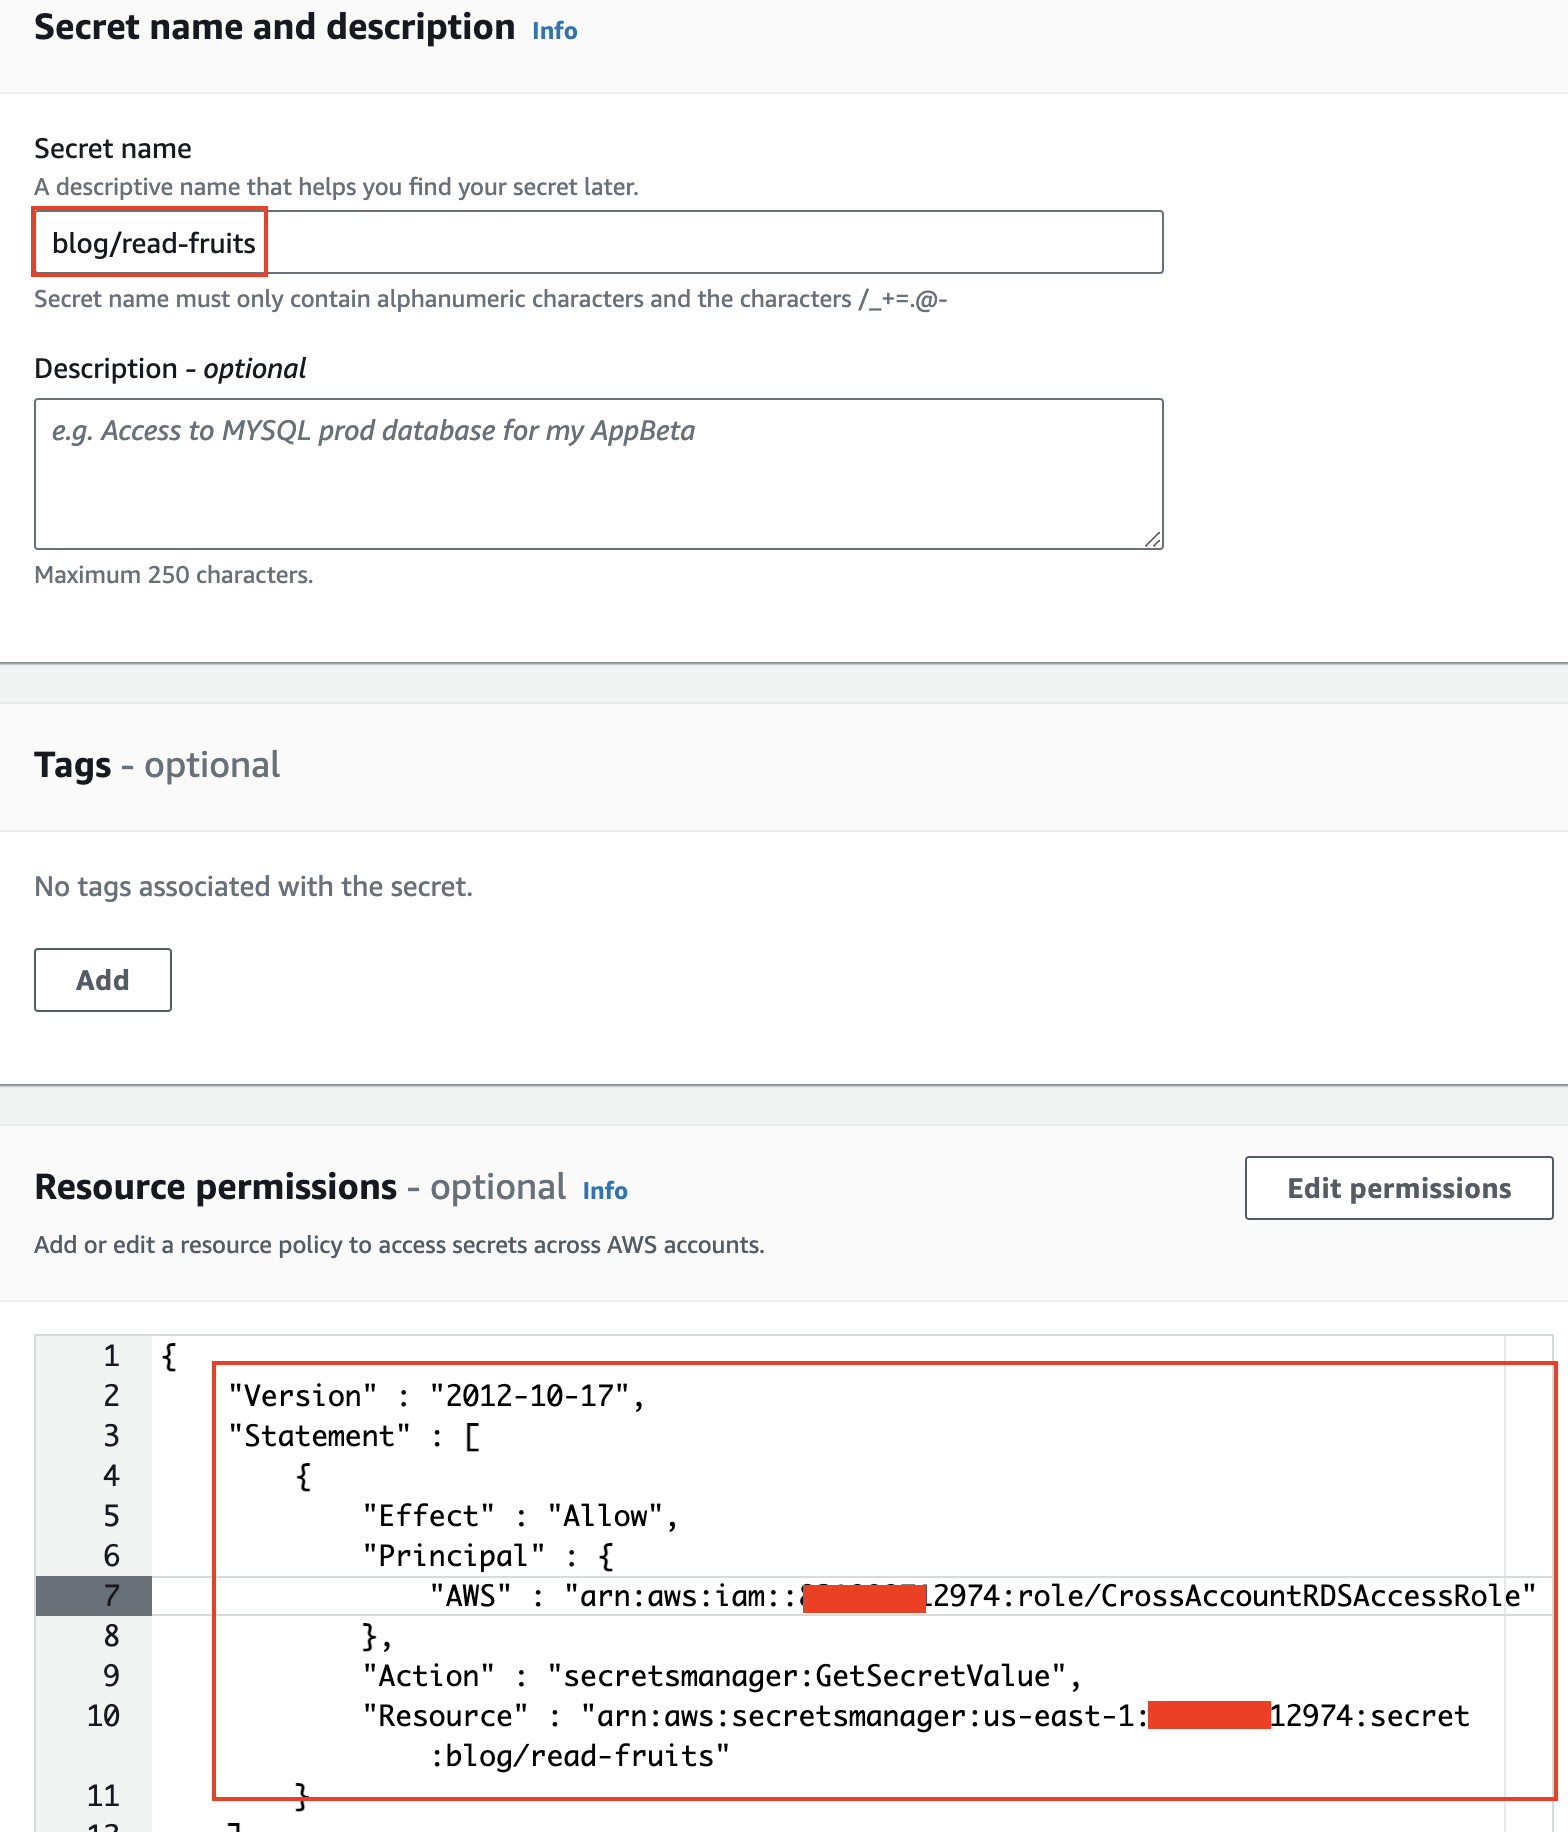 Secret name and description Info
Secret name
A descriptive name that helps you find your secret later.
blog/read-fruits
Secret name must only contain alphanumeric characters and the characters /_+=.@-
Description - optional
e.g. Access to MYSQL prod database for my AppBeta
Maximum 250 characters.
Tags - optional
No tags associated with the secret.
Add
Resource permissions - optional Info
Edit permissions
Add or edit a resource policy to access secrets across AWS accounts.
1 {
2 "Version" : "2012-10-17",
3 "Statement" : [
4 {
5 "Effect" : "Allow",
6 "Principal" : {
7 "AWS" : "arn:aws:iam::12974:role/CrossAccountRDSAccessRole"
8 },
9 "Action" : "secretsmanager:GetSecretValue",
10 "Resource" : "arn:aws:secretsmanager:us-east-1:12974:secret
:blog/read-fruits"
11 }